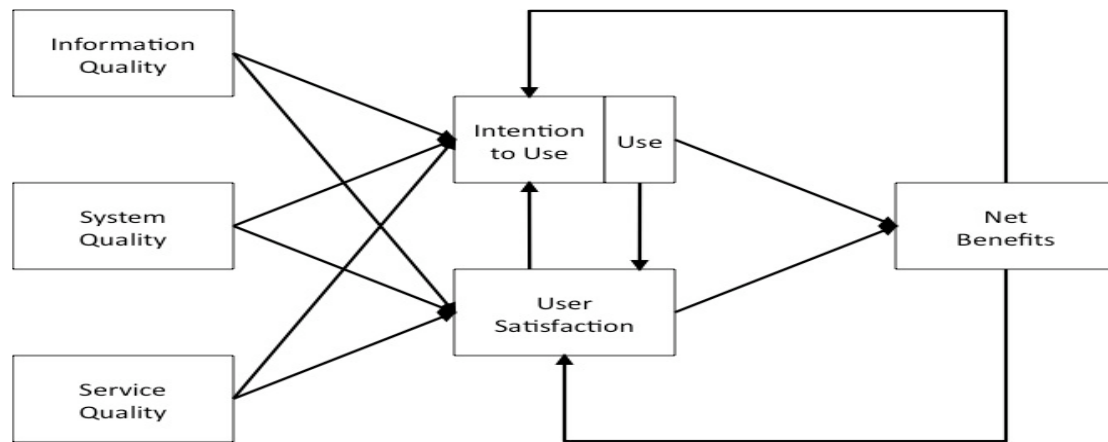 Information
Quality
Intention
to Use
Use
System
Quality
Net
Benefits
User
Satisfaction
Service
Quality